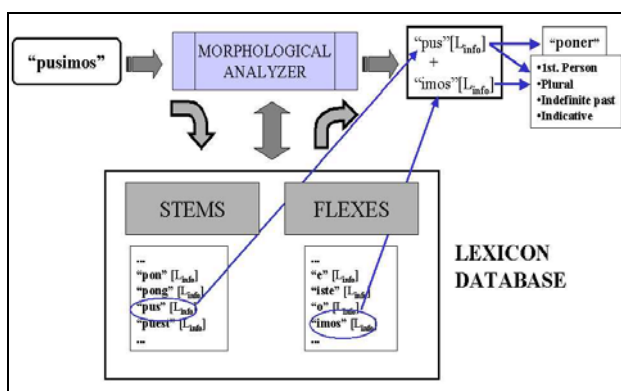 “pusimos”
MORPHOLOGICAL
ANALYZER
“pus”[Linfo]
+
“imos”[Linfo]
“poner“
•1st. Person
•Plural
•Indefinite past
•Indicative
STEMS
FLEXES
...
“pon” [Linfo]
“pong” [Linfo]
“pus” [Linfo]
“puest” [Linfo]
...
...
“e” [Linfo]
“iste” [Linfo]
“o” [Linfo]
“imos” [Linfo]
...
LEXICON
DATABASE